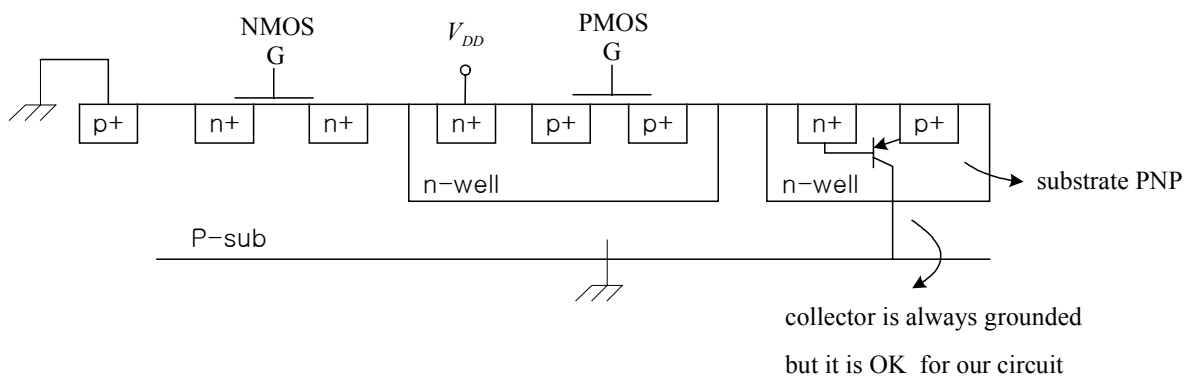 NMOS
G
V_DD
PMOS
G
p+
n+
n+
n+
p+
p+
n+
p+
n-well
n-well
substrate PNP
P-sub
collector is always grounded
but it is OK for our circuit